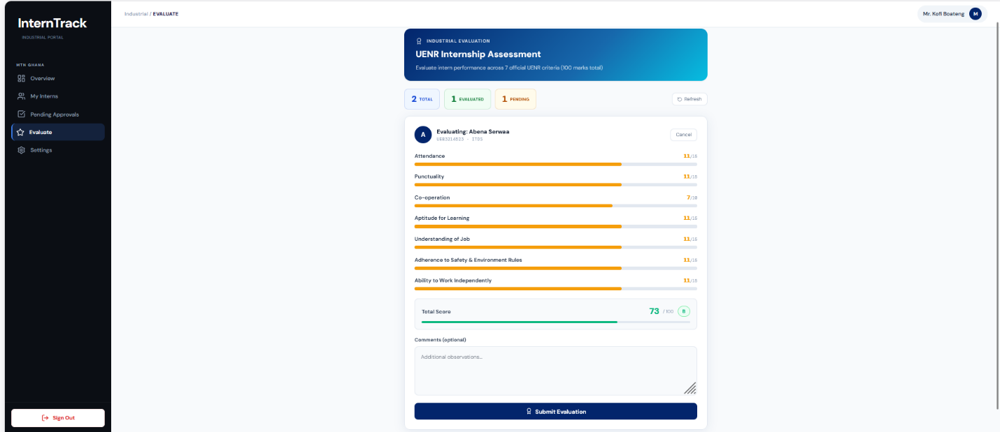 InternTrack
INDUSTRIAL PORTAL
MTN GHANA
Overview
My Interns
Pending Approvals
Evaluate
Settings
Sign Out
Industrial / EVALUATE
Mr. Kofi Boateng M
INDUSTRIAL EVALUATION
UENR Internship Assessment
Evaluate intern performance across 7 official UENR criteria (100 marks total)
2 TOTAL 1 EVALUATED 1 PENDING Refresh
A Evaluating: Abena Serwaa Cancel
UEB3214523 · ITDS
Attendance 11/15
Punctuality 11/15
Co-operation 7/10
Aptitude for Learning 11/15
Understanding of Job 11/15
Adherence to Safety & Environment Rules 11/15
Ability to Work Independently 11/15
Total Score 73 /100 B
Comments (optional)
Additional observations...
Submit Evaluation